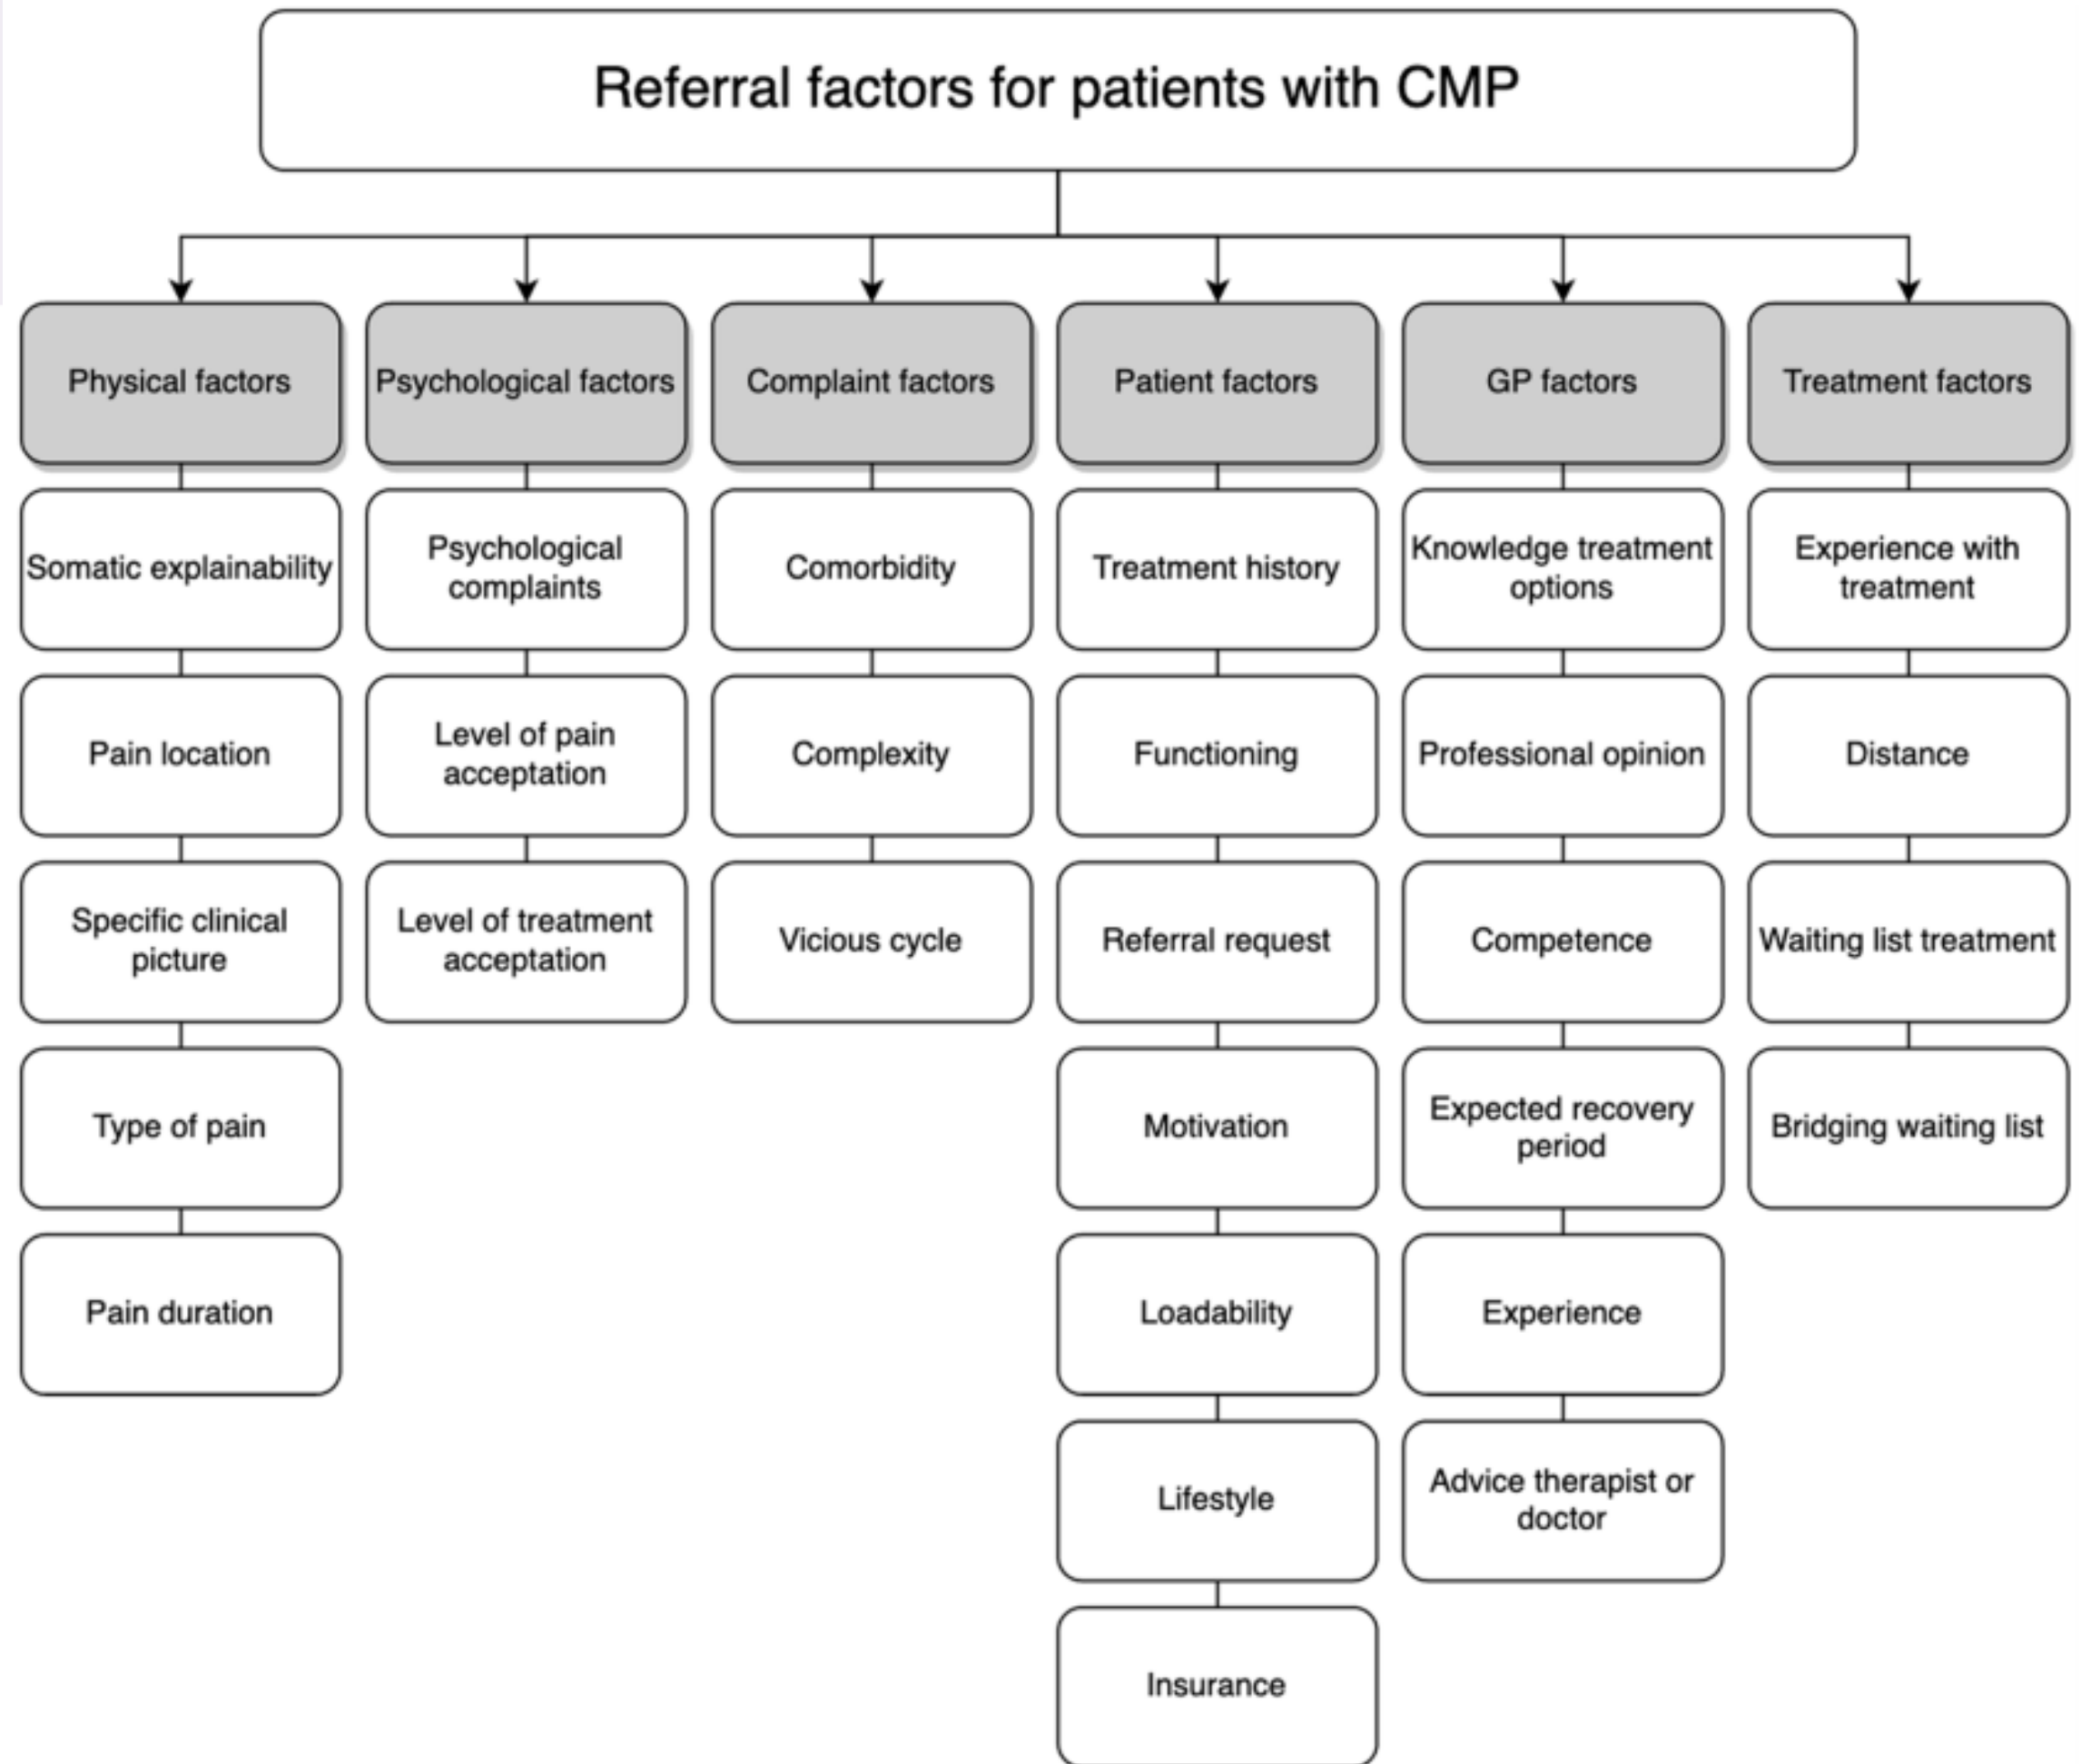 Referral factors for patients with CMP
Physical factors
Somatic explainability
Pain location
Specific clinical
picture
Type of pain
Pain duration
Psychological factors
Psychological
complaints
Level of pain
acceptation
Level of treatment
acceptation
Complaint factors
Comorbidity
Complexity
Vicious cycle
Patient factors
Treatment history
Functioning
Referral request
Motivation
Loadability
Lifestyle
Insurance
GP factors
Knowledge treatment
options
Professional opinion
Competence
Expected recovery
period
Experience
Advice therapist or
doctor
Treatment factors
Experience with
treatment
Distance
Waiting list treatment
Bridging waiting list